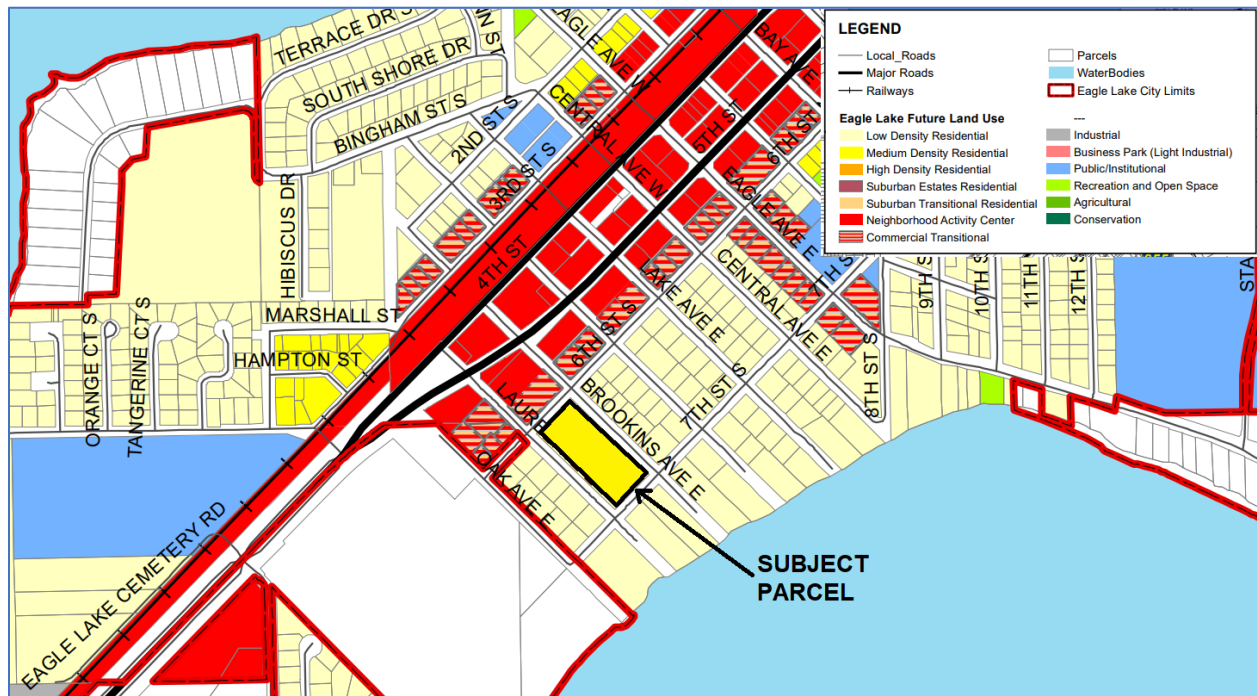 TERRACE DR S
SOUTH SHORE DR
BINGHAM ST S
2ND ST S
3RD ST S
EAGLE AVE W
CENTRAL AVE W
BAY AVE
5TH ST
6TH ST
4TH ST
EAGLE AVE E
7TH S
CENTRAL AVE E
LAKE AVE E
6TH ST S
HIBISCUS DR
MARSHALL ST
HAMPTON ST
ORANGE CT S
TANGERINE CT S
LAURE
BROOKINS AVE E
7TH ST S
8TH ST S
9TH S
10TH S
11TH
12TH
STA
OAK AVE E
EAGLE LAKE CEMETERY RD
SUBJECT
PARCEL
LEGEND
Local_Roads
Major Roads
Railways
Parcels
WaterBodies
Eagle Lake City Limits
Eagle Lake Future Land Use
Low Density Residential
Medium Density Residential
High Density Residential
Suburban Estates Residential
Suburban Transitional Residential
Neighborhood Activity Center
Commercial Transitional
---
Industrial
Business Park (Light Industrial)
Public/Institutional
Recreation and Open Space
Agricultural
Conservation